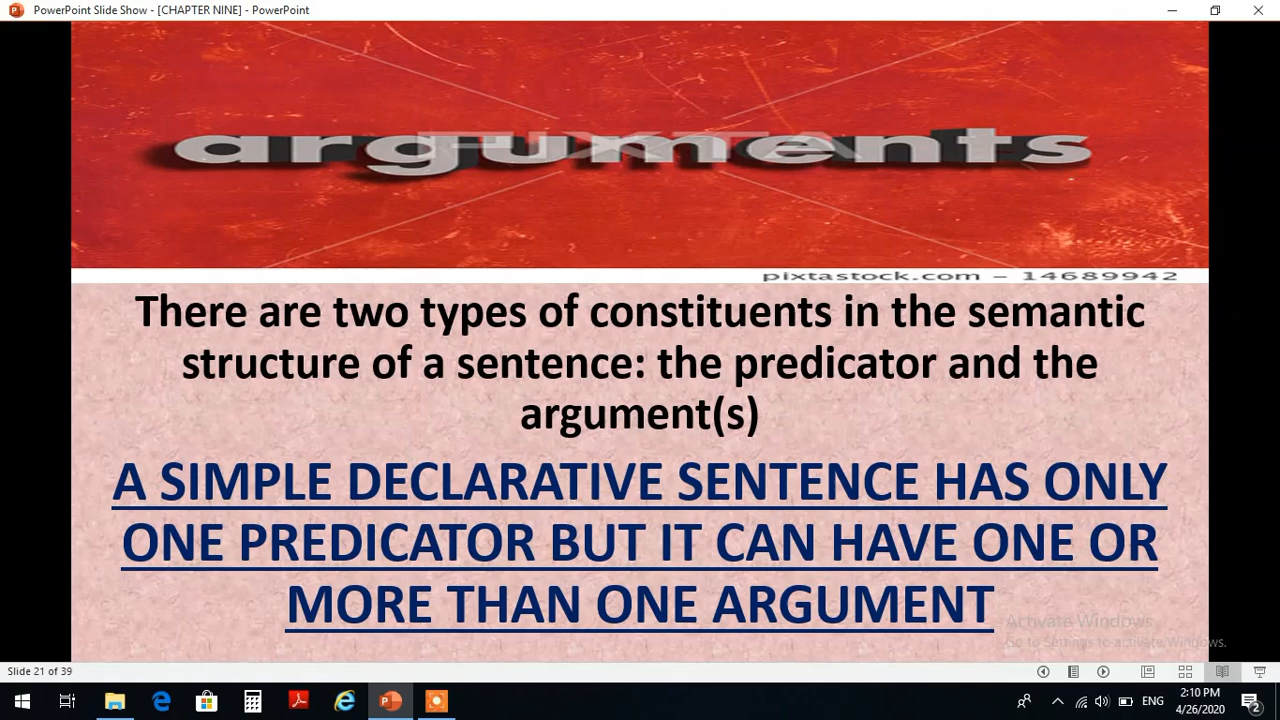 PowerPoint Slide Show - [CHAPTER NINE] - PowerPoint
arguments
pixtastock.com - 14689942
There are two types of constituents in the semantic
structure of a sentence: the predicator and the
argument(s)
A SIMPLE DECLARATIVE SENTENCE HAS ONLY
ONE PREDICATOR BUT IT CAN HAVE ONE OR
MORE THAN ONE ARGUMENT
Activate Windows
Go to Settings to activate Windows.
Slide 21 of 39
ENG
2:10 PM
4/26/2020
2